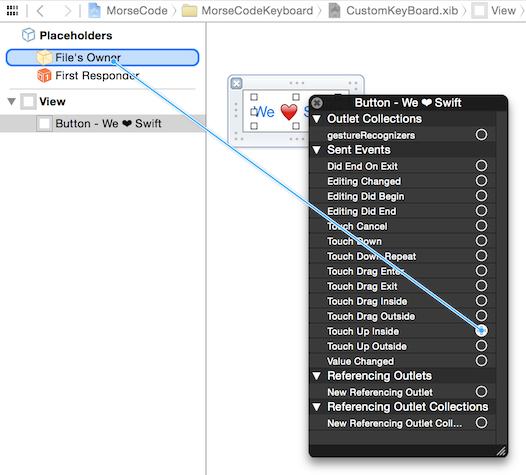 MorseCode MorseCodeKeyboard CustomKeyBoard.xib View
Placeholders
File's Owner
First Responder
View
Button - We ❤ Swift
We ❤ S
Button - We ❤ Swift
Outlet Collections
gestureRecognizers
Sent Events
Did End On Exit
Editing Changed
Editing Did Begin
Editing Did End
Touch Cancel
Touch Down
Touch Down Repeat
Touch Drag Enter
Touch Drag Exit
Touch Drag Inside
Touch Drag Outside
Touch Up Inside
Touch Up Outside
Value Changed
Referencing Outlets
New Referencing Outlet
Referencing Outlet Collections
New Referencing Outlet Coll...